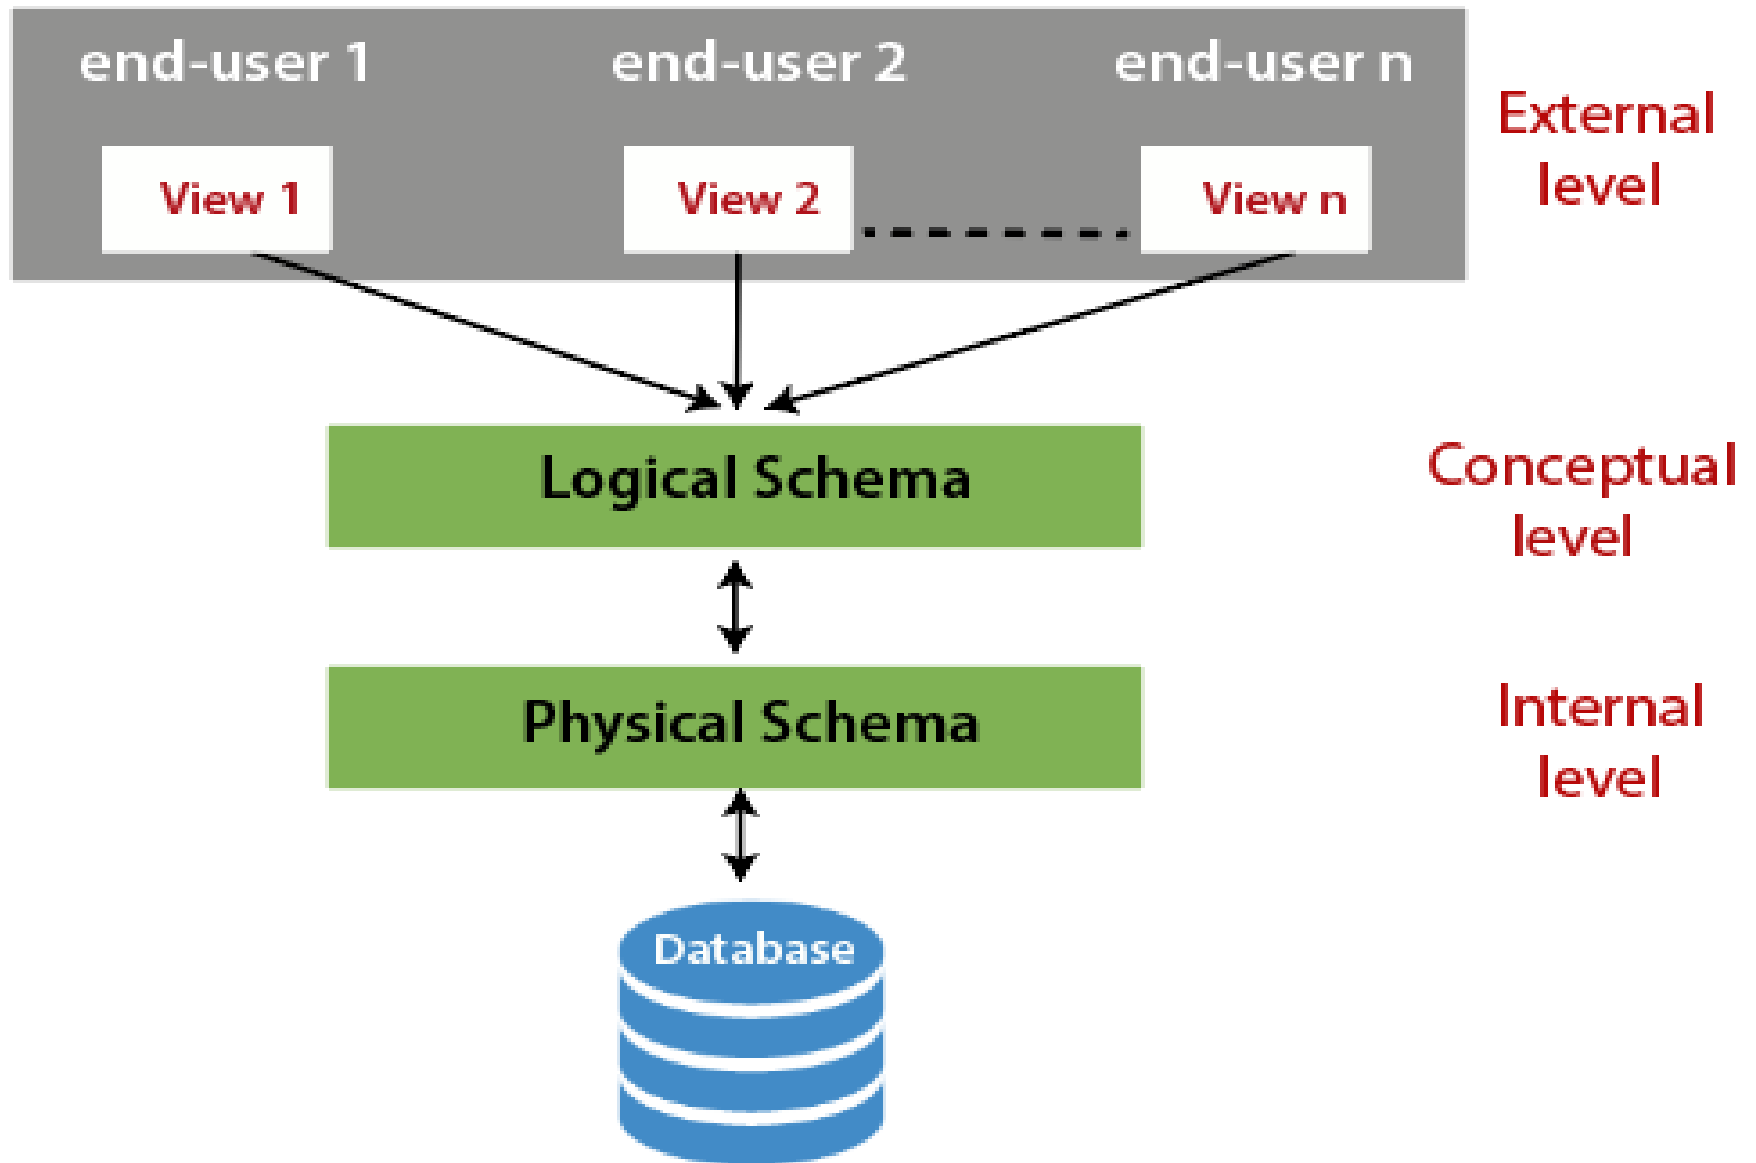 end-user 1
end-user 2
end-user n
External
level
View 1
View 2
View n
Logical Schema
Conceptual
level
Physical Schema
Internal
level
Database